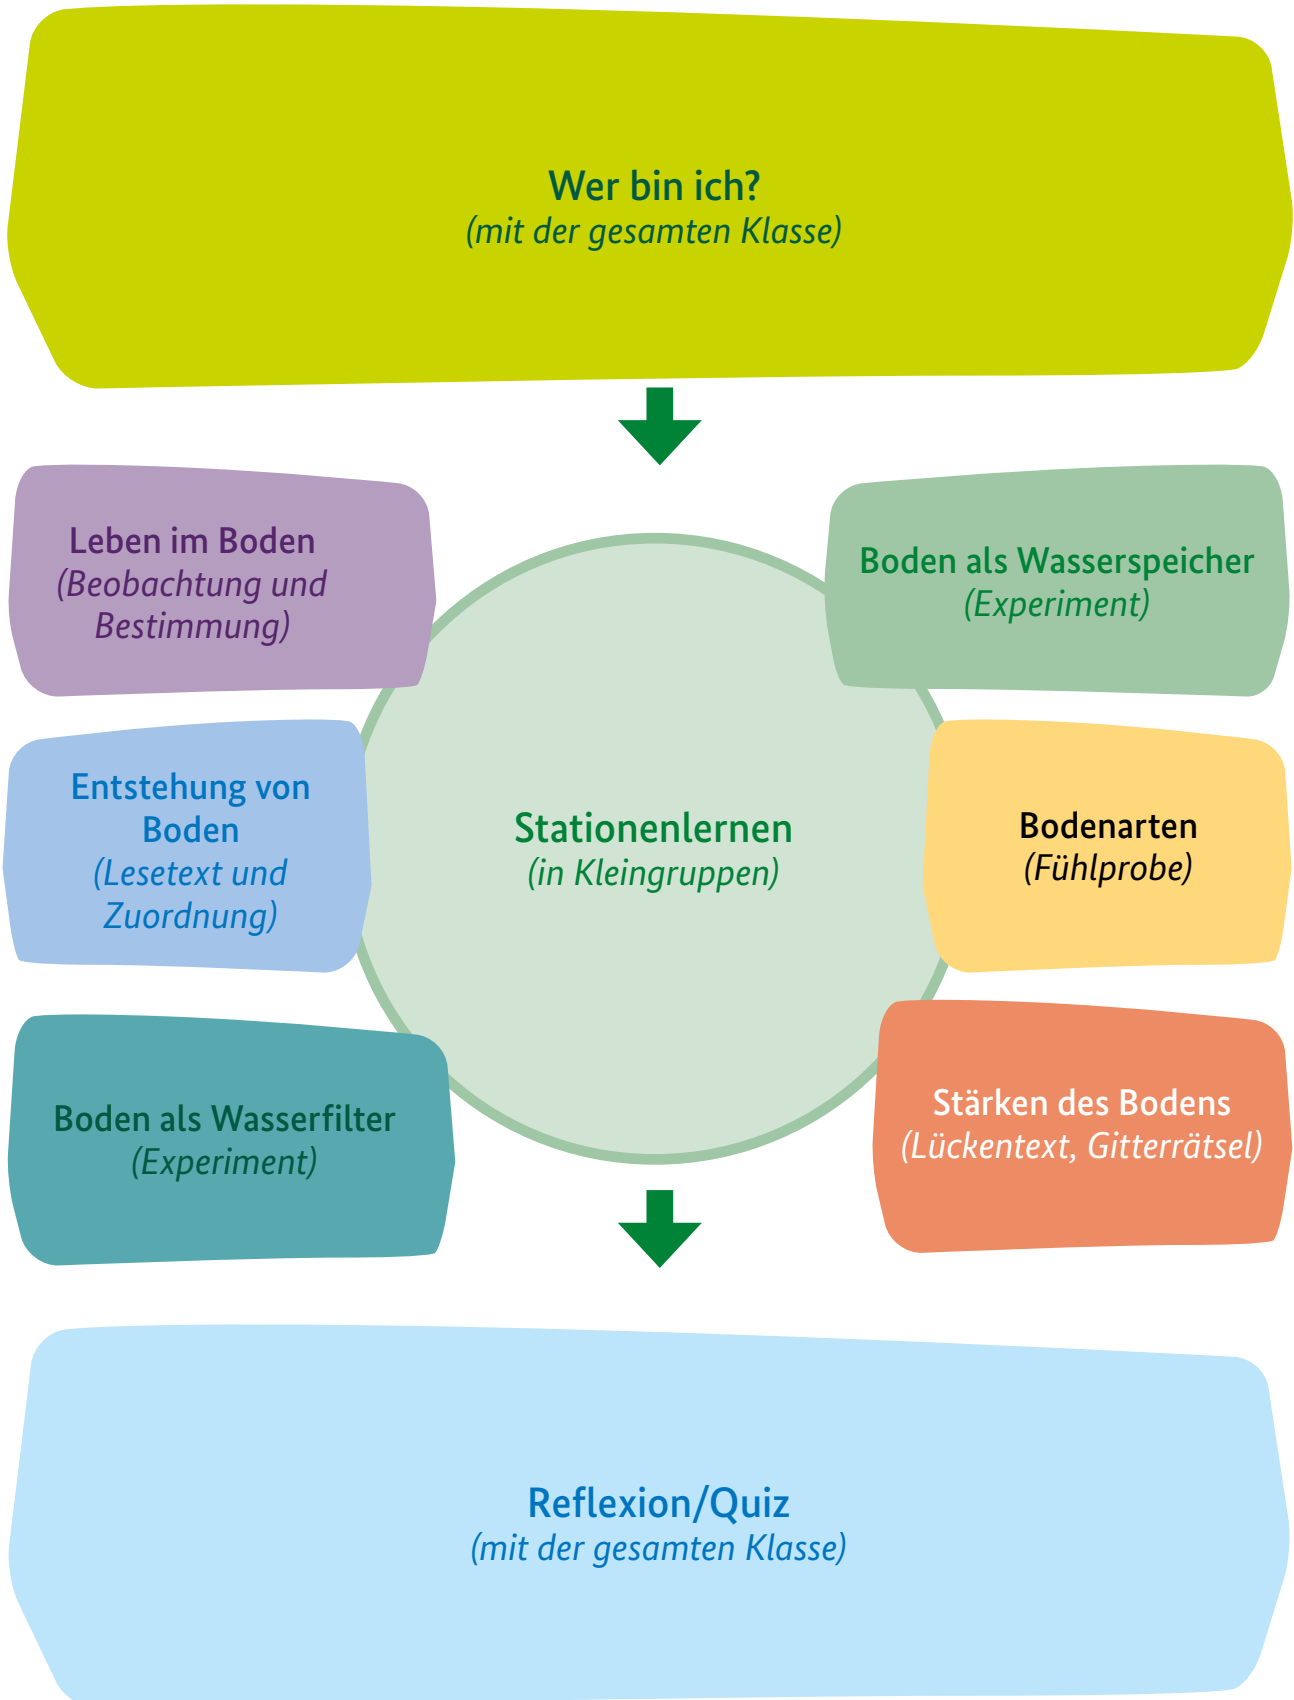 Wer bin ich?
(mit der gesamten Klasse)
Leben im Boden
(Beobachtung und
Bestimmung)
Boden als Wasserspeicher
(Experiment)
Entstehung von
Boden
(Lesetext und
Zuordnung)
Stationenlernen
(in Kleingruppen)
Bodenarten
(Fühlprobe)
Boden als Wasserfilter
(Experiment)
Stärken des Bodens
(Lückentext, Gitterrätsel)
Reflexion/Quiz
(mit der gesamten Klasse)